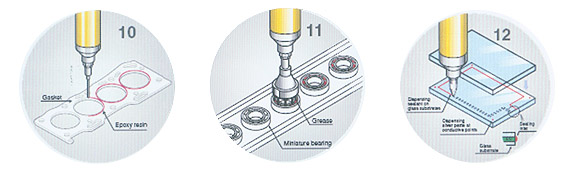 10
Gasket
Epoxy resin
11
Grease
Miniature bearing
12
Dispensing
sealant on
glass substrates
Dispensing
silver paste at
conductive points
Sealing
inlet
Glass
substrate